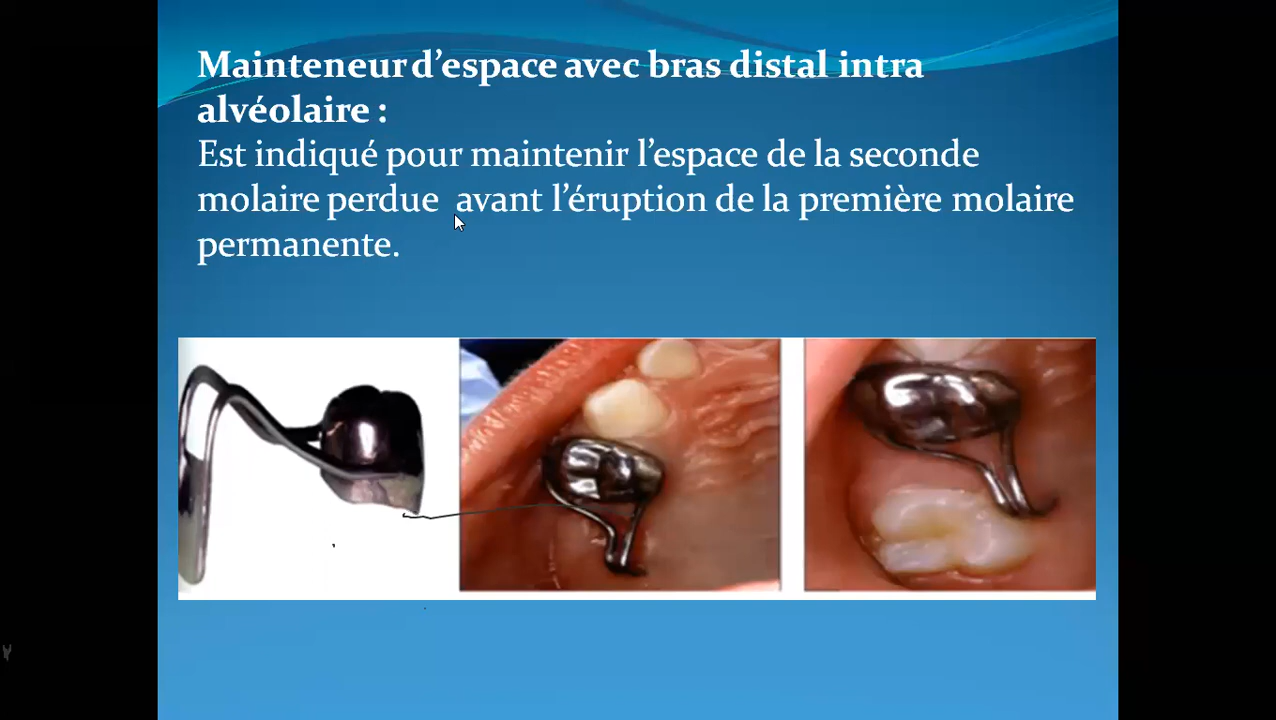 Mainteneur d’espace avec bras distal intra
alvéolaire :
Est indiqué pour maintenir l’espace de la seconde
molaire perdue avant l’éruption de la première molaire
permanente.